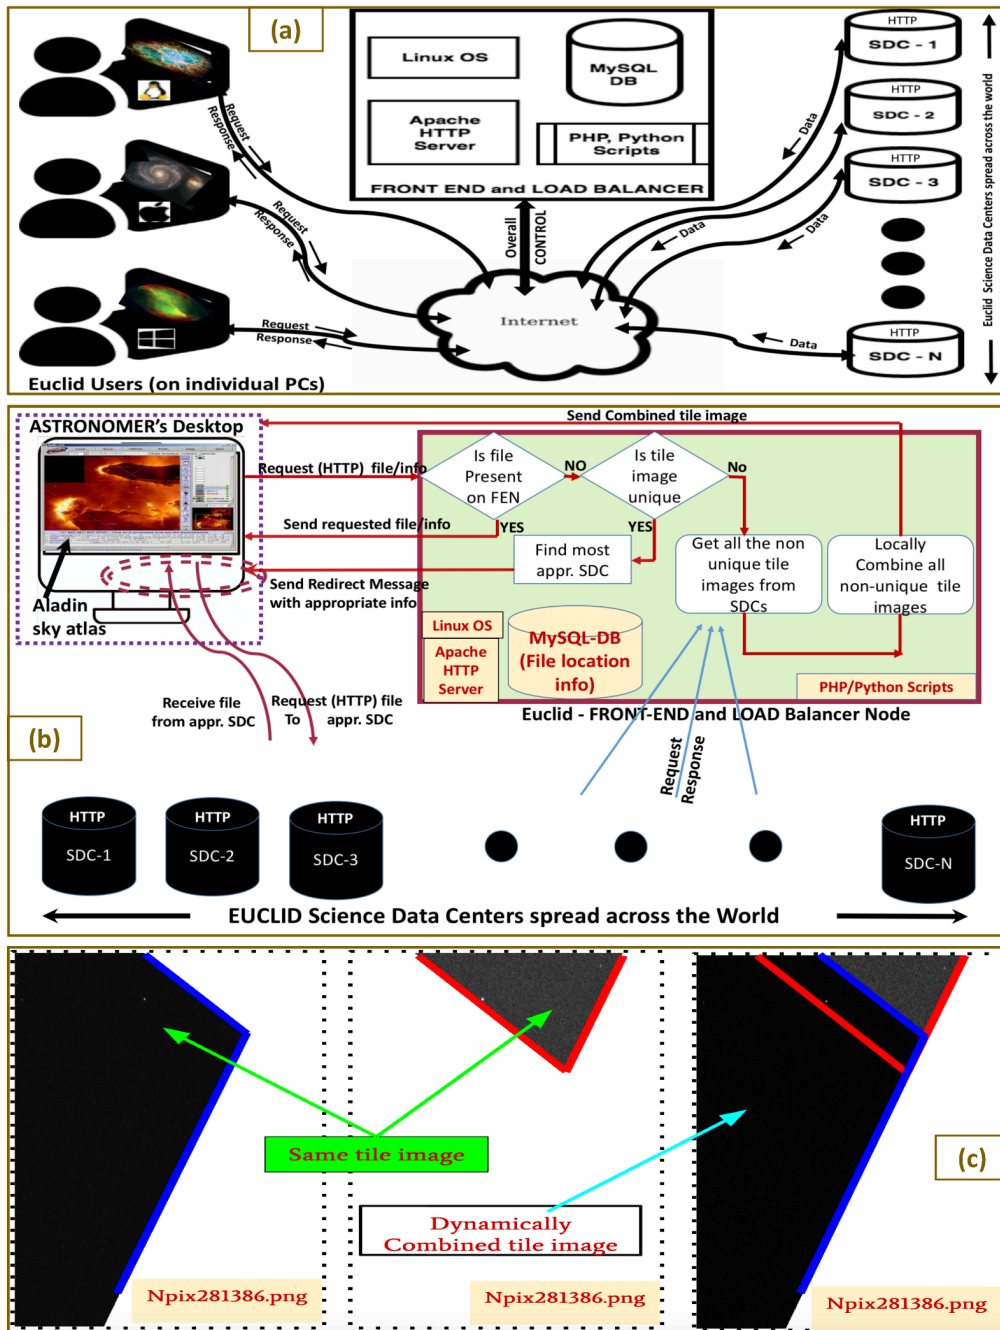 (a)
Linux OS
MySQL
DB
Apache
HTTP
Server
PHP, Python
Scripts
FRONT END and LOAD BALANCER
HTTP
SDC - 1
HTTP
SDC - 2
HTTP
SDC - 3
HTTP
SDC - N
Euclid Science Data Centers spread across the world
Request
Response
Request
Response
Request
Response
Data
Data
Data
Data
Overall
CONTROL
Internet
Euclid Users (on individual PCs)
ASTRONOMER's Desktop
Send Combined tile image
Request (HTTP) file/info
Is file
Present
on FEN
NO
Is tile
image
unique
No
Send requested file/info
YES
YES
Find most
appr. SDC
Get all the non
unique tile
images from
SDCs
Locally
Combine all
non-unique tile
images
Send Redirect Message
with appropriate info
Aladin
sky atlas
Linux OS
Apache
HTTP
Server
MySQL-DB
(File location
info)
PHP/Python Scripts
Euclid - FRONT-END and LOAD Balancer Node
Receive file
from appr. SDC
Request (HTTP) file
To appr. SDC
(b)
Request
Response
HTTP
SDC-1
HTTP
SDC-2
HTTP
SDC-3
HTTP
SDC-N
EUCLID Science Data Centers spread across the World
Same tile image
(c)
Dynamically
Combined tile image
Npix281386.png
Npix281386.png
Npix281386.png